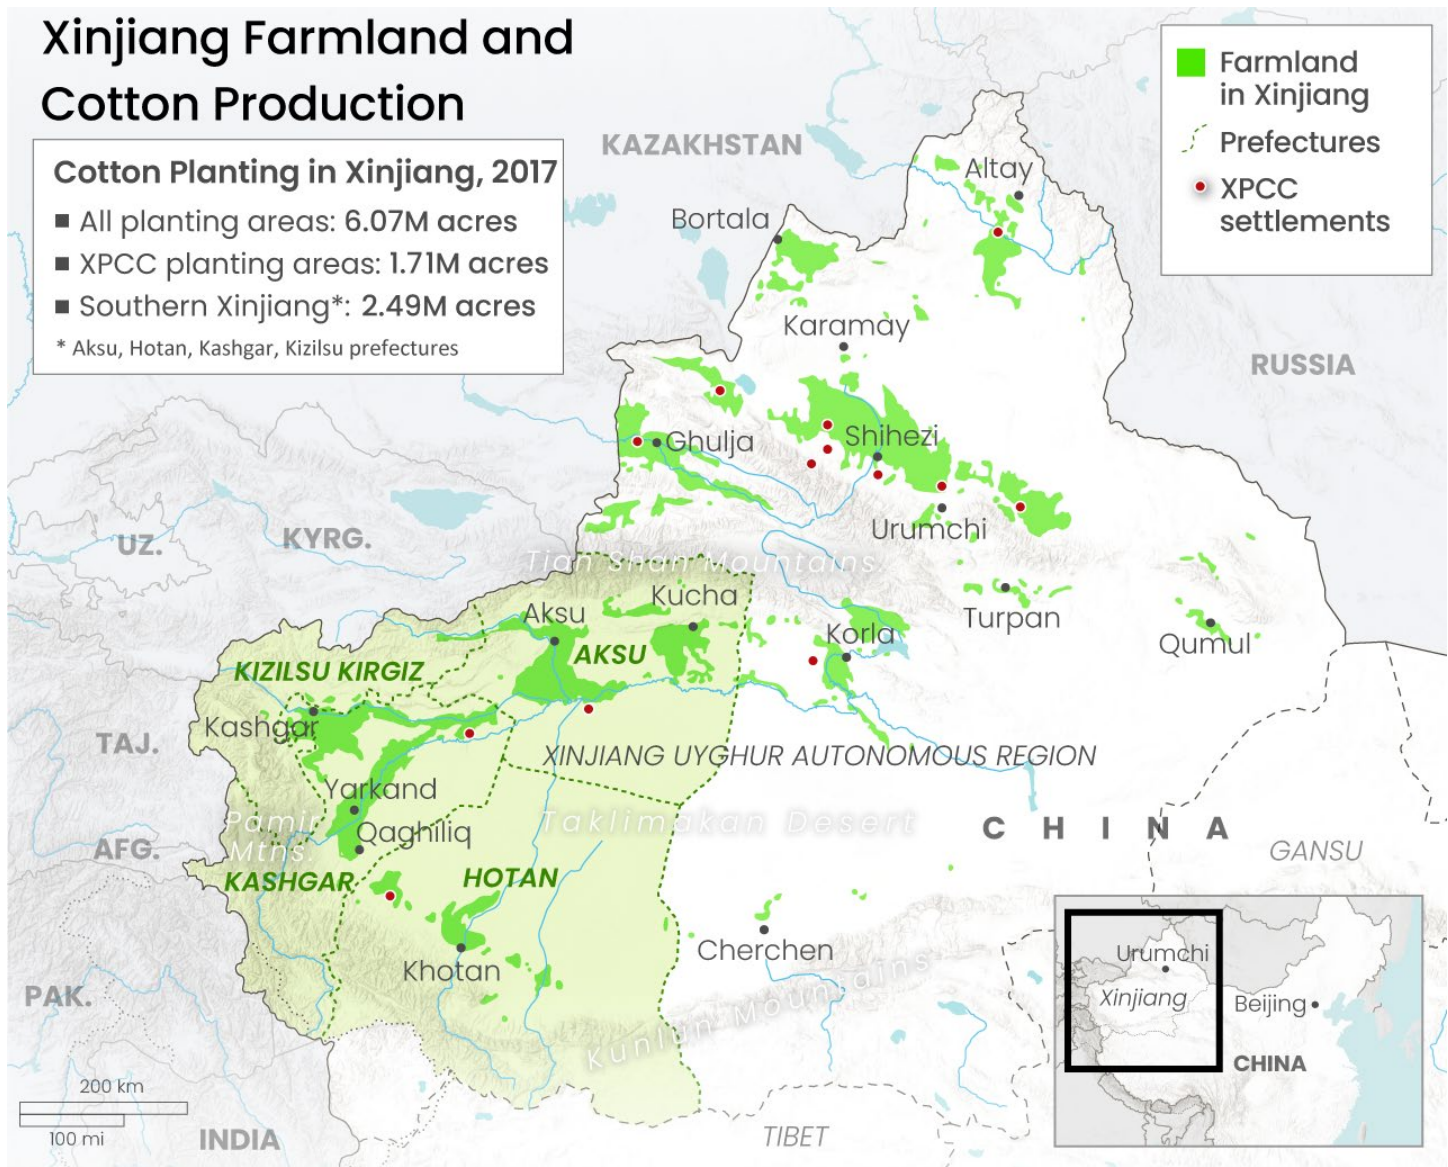 Xinjiang Farmland and
Cotton Production
Cotton Planting in Xinjiang, 2017
■ All planting areas: 6.07M acres
■ XPCC planting areas: 1.71M acres
■ Southern Xinjiang*: 2.49M acres
* Aksu, Hotan, Kashgar, Kizilsu prefectures
Farmland
in Xinjiang
Prefectures
XPCC
settlements
KAZAKHSTAN
Altay
Bortala
Karamay
RUSSIA
Ghulja
Shihezi
Urumchi
UZ.
KYRG.
Tian Shan Mountains
Kucha
Aksu
Turpan
Korla
Qumul
AKSU
KIZILSU KIRGIZ
Kashgar
TAJ.
XINJIANG UYGHUR AUTONOMOUS REGION
Yarkand
Pamir
Mtns.
Taklimakan Desert
CHINA
Qaghiliq
AFG.
GANSU
KASHGAR
HOTAN
Cherchen
Khotan
Kunlun Mountains
PAK.
Urumchi
Xinjiang
Beijing
CHINA
200 km
100 mi
INDIA
TIBET